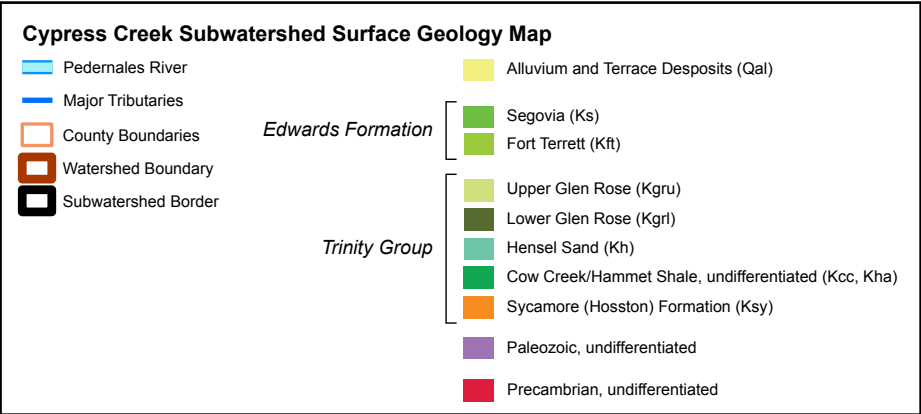 Cypress Creek Subwatershed Surface Geology Map
Pedernales River
Major Tributaries
County Boundaries
Watershed Boundary
Subwatershed Border
Alluvium and Terrace Desposits (Qal)
Edwards Formation
Segovia (Ks)
Fort Terrett (Kft)
Trinity Group
Upper Glen Rose (Kgru)
Lower Glen Rose (Kgrl)
Hensel Sand (Kh)
Cow Creek/Hammet Shale, undifferentiated (Kcc, Kha)
Sycamore (Hosston) Formation (Ksy)
Paleozoic, undifferentiated
Precambrian, undifferentiated